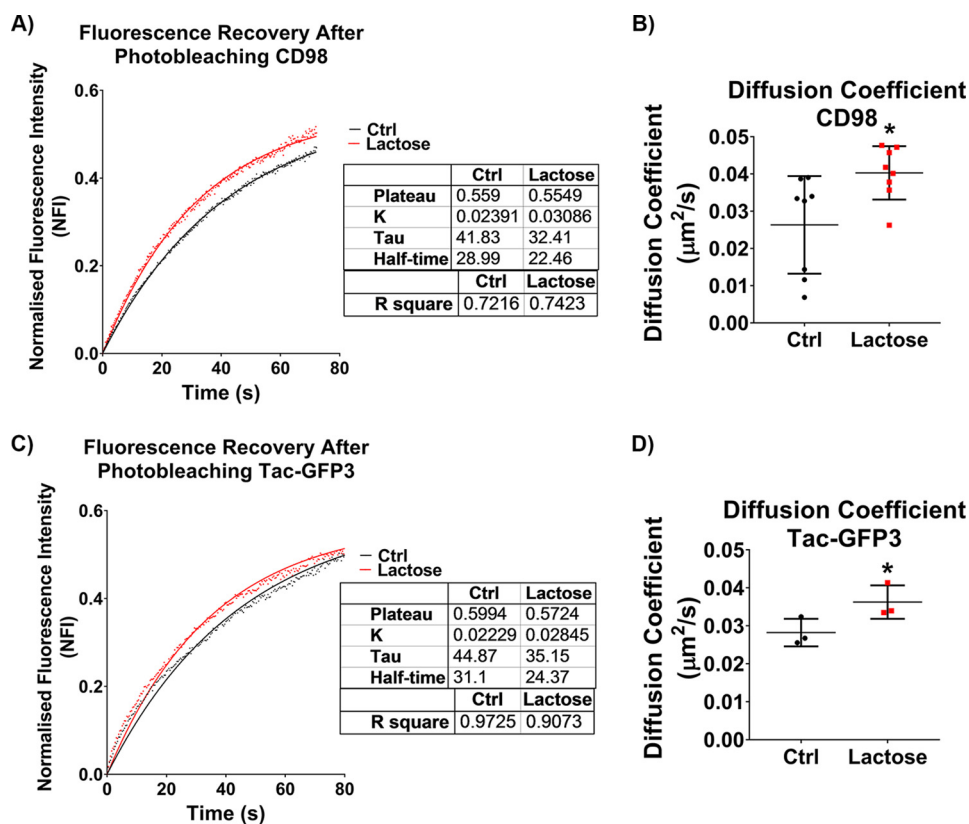 A)
Fluorescence Recovery After
Photobleaching CD98
Normalised Fluorescence Intensity
(NFI)
0.6
0.4
0.2
0.0
0 20 40 60 80
Time (s)
Ctrl
Lactose
Ctrl Lactose
Plateau 0.559 0.5549
K 0.02391 0.03086
Tau 41.83 32.41
Half-time 28.99 22.46
Ctrl Lactose
R square 0.7216 0.7423
B)
Diffusion Coefficient
CD98
*
Diffusion Coefficient
(μm²/s)
0.05
0.04
0.03
0.02
0.01
0.00
Ctrl Lactose
C)
Fluorescence Recovery After
Photobleaching Tac-GFP3
Normalised Fluorescence Intensity
(NFI)
0.6
0.4
0.2
0.0
0 20 40 60 80
Time (s)
Ctrl
Lactose
Ctrl Lactose
Plateau 0.5994 0.5724
K 0.02229 0.02845
Tau 44.87 35.15
Half-time 31.1 24.37
Ctrl Lactose
R square 0.9725 0.9073
D)
Diffusion Coefficient
Tac-GFP3
*
Diffusion Coefficient
(μm²/s)
0.05
0.04
0.03
0.02
0.01
0.00
Ctrl Lactose